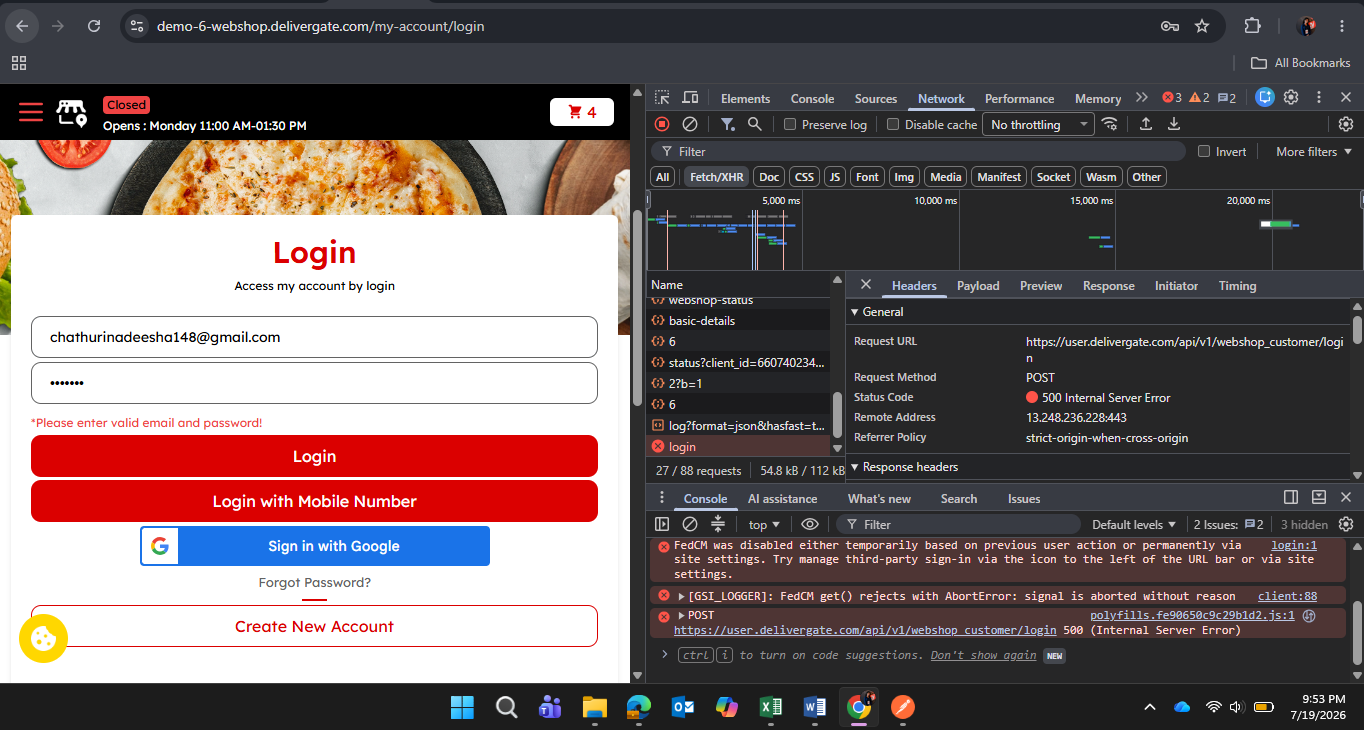 demo-6-webshop.delivergate.com/my-account/login
All Bookmarks
Closed
Opens : Monday 11:00 AM-01:30 PM
4
Login
Access my account by login
chathurinadeesha148@gmail.com
•••••••
*Please enter valid email and password!
Login
Login with Mobile Number
Sign in with Google
Forgot Password?
Create New Account
Elements Console Sources Network Performance Memory 3 2 2
Preserve log Disable cache No throttling
Filter Invert More filters
All Fetch/XHR Doc CSS JS Font Img Media Manifest Socket Wasm Other
5,000 ms 10,000 ms 15,000 ms 20,000 ms
Name
webshop-status
basic-details
6
status?client_id=660740234...
2?b=1
6
log?format=json&hasfast=t...
login
27 / 88 requests 54.8 kB / 112 kB
Headers Payload Preview Response Initiator Timing
General
Request URL https://user.delivergate.com/api/v1/webshop_customer/logi
n
Request Method POST
Status Code 500 Internal Server Error
Remote Address 13.248.236.228:443
Referrer Policy strict-origin-when-cross-origin
Response headers
Console AI assistance What's new Search Issues
top Filter Default levels 2 Issues: 2 3 hidden
FedCM was disabled either temporarily based on previous user action or permanently via login:1
site settings. Try manage third-party sign-in via the icon to the left of the URL bar or via site
settings.
[GSI_LOGGER]: FedCM get() rejects with AbortError: signal is aborted without reason client:88
POST polyfills.fe90650c9c29b1d2.js:1
https://user.delivergate.com/api/v1/webshop_customer/login 500 (Internal Server Error)
ctrl i to turn on code suggestions. Don't show again NEW
9:53 PM
7/19/2026